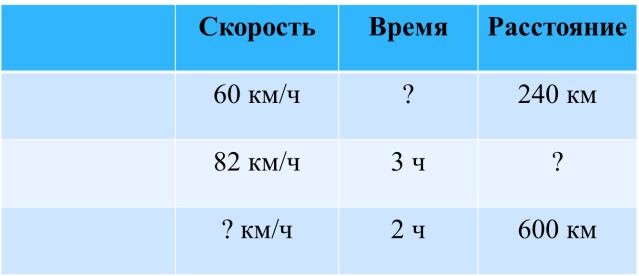 Скорость Время Расстояние
60 км/ч ? 240 км
82 км/ч 3 ч ?
? км/ч 2 ч 600 км